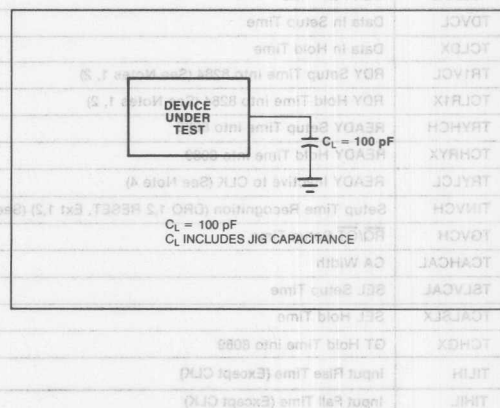 DEVICE
UNDER
TEST
C_L = 100 pF
C_L = 100 pF
C_L INCLUDES JIG CAPACITANCE
TDVCL Data In Setup Time
TCLDX Data In Hold Time
TR1VCL RDY Setup Time into 8284 (See Notes 1, 2)
TCLR1X RDY Hold Time into 8284 (See Notes 1, 2)
TRYHCH READY Setup Time into
TCHRYX READY Hold Time into 8089
TRYLCL READY Inactive to CLK (See Note 4)
TINVCH Setup Time Recognition (DRQ 1,2 RESET, Ext 1,2) (See
TGVCH
TCAHCAL CA Width
TSLVCAL SEL Setup Time
TCALSLX SEL Hold Time
TCHGX GT Hold Time into 8089
TILIH Input Rise Time (Except CLK)
TIHIL Input Fall Time (Except CLK)